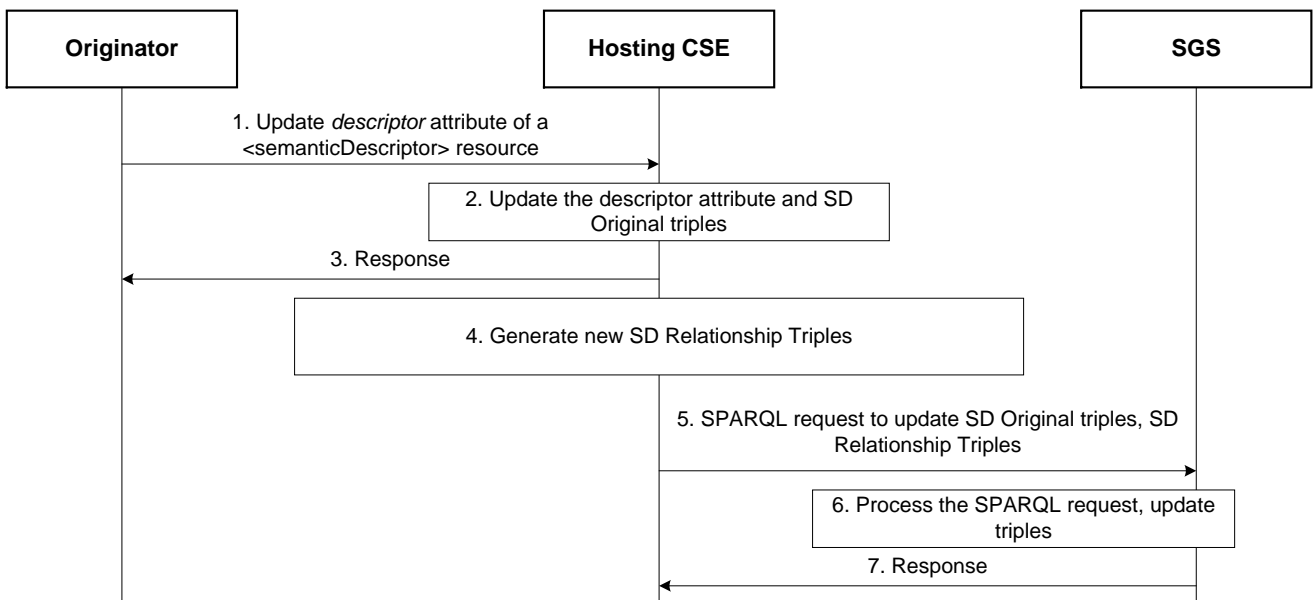 Originator
Hosting CSE
SGS
1. Update descriptor attribute of a
<semanticDescriptor> resource
2. Update the descriptor attribute and SD
Original triples
3. Response
4. Generate new SD Relationship Triples
5. SPARQL request to update SD Original triples, SD
Relationship Triples
6. Process the SPARQL request, update
triples
7. Response